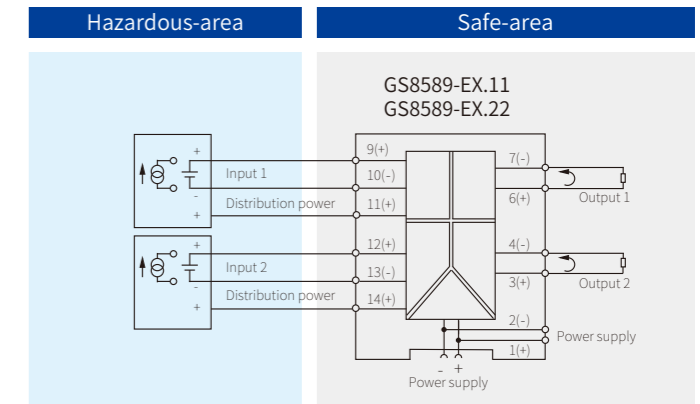 Hazardous-area
Safe-area
GS8589-EX.11
GS8589-EX.22
+
9(+)
7(-)
Input 1
10(-)
-
Distribution power
11(+)
6(+)
Output 1
+
+
12(+)
4(-)
Input 2
13(-)
-
Distribution power
14(+)
3(+)
Output 2
+
2(-)
Power supply
1(+)
- +
Power supply